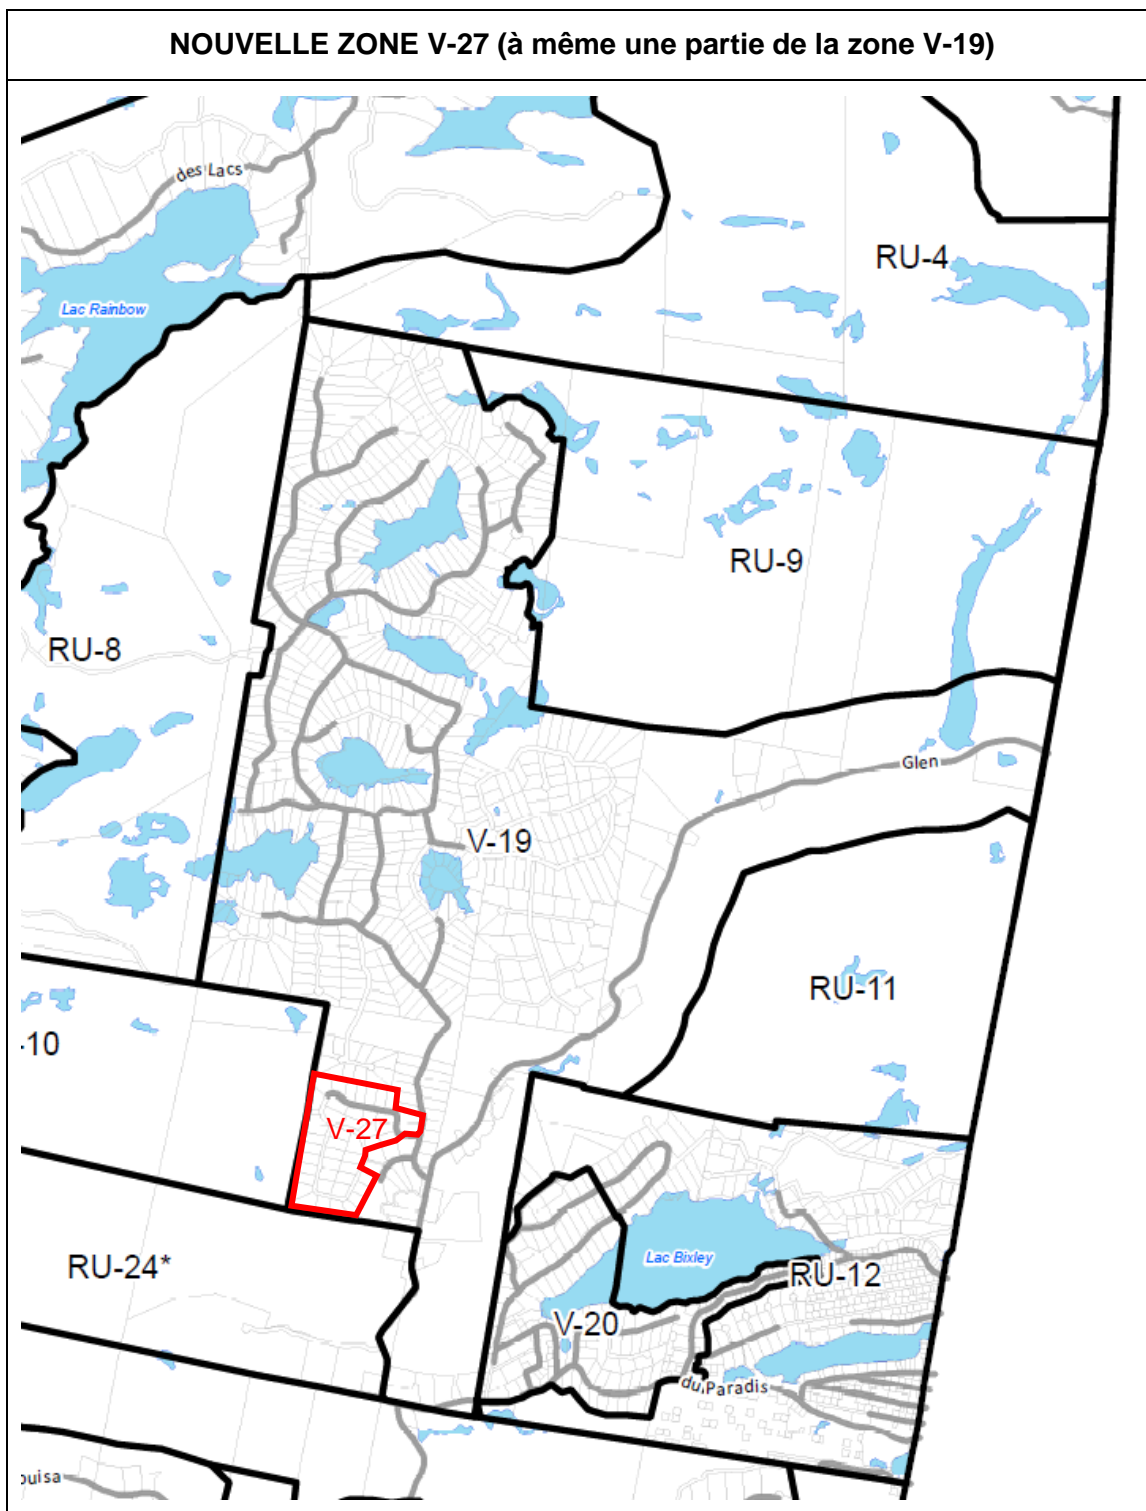 NOUVELLE ZONE V-27 (à même une partie de la zone V-19)
des Lacs
RU-4
Lac Rainbow
RU-9
RU-8
Glen
V-19
RU-11
-10
V-27
RU-24*
Lac Bixley
RU-12
V-20
du Paradis
ouisa